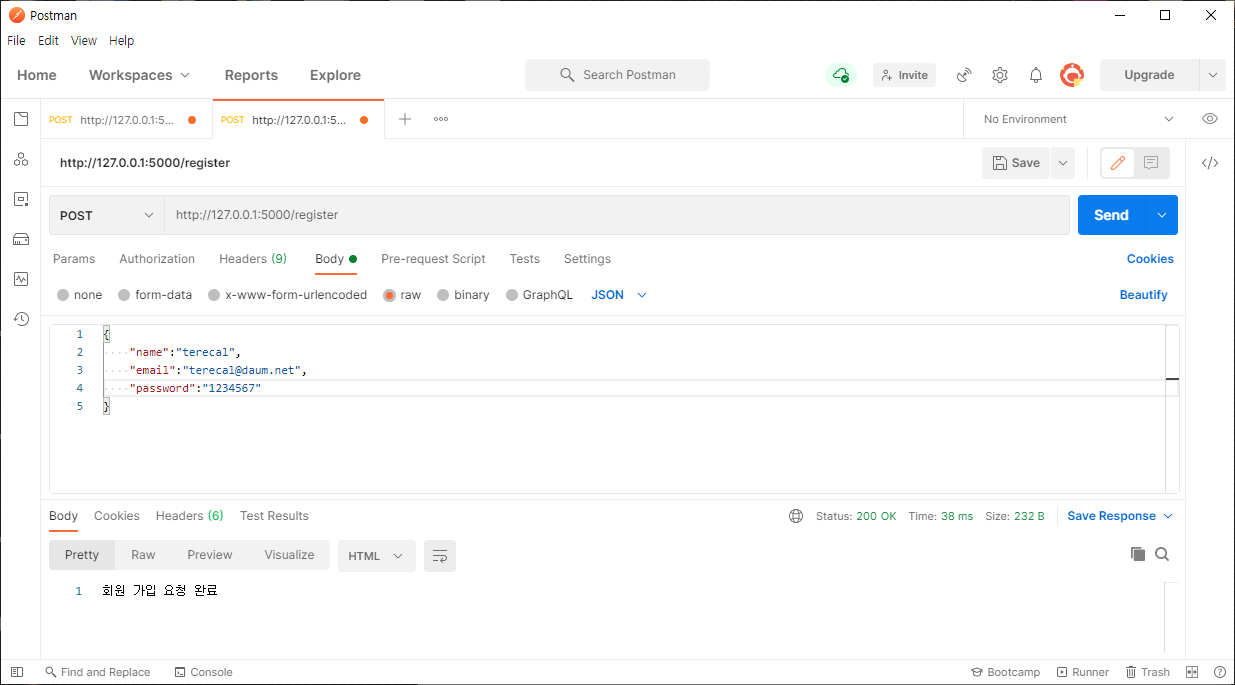 Postman
File Edit View Help
Home Workspaces Reports Explore Search Postman Invite Upgrade
POST http://127.0.0.1:5... POST http://127.0.0.1:5... No Environment
http://127.0.0.1:5000/register Save
POST http://127.0.0.1:5000/register Send
Params Authorization Headers (9) Body Pre-request Script Tests Settings Cookies
none form-data x-www-form-urlencoded raw binary GraphQL JSON Beautify
1 {
2 "name":"terecal",
3 "email":"terecal@daum.net",
4 "password":"1234567"
5 }
Body Cookies Headers (6) Test Results Status: 200 OK Time: 38 ms Size: 232 B Save Response
Pretty Raw Preview Visualize HTML
1 회원 가입 요청 완료
Find and Replace Console Bootcamp Runner Trash